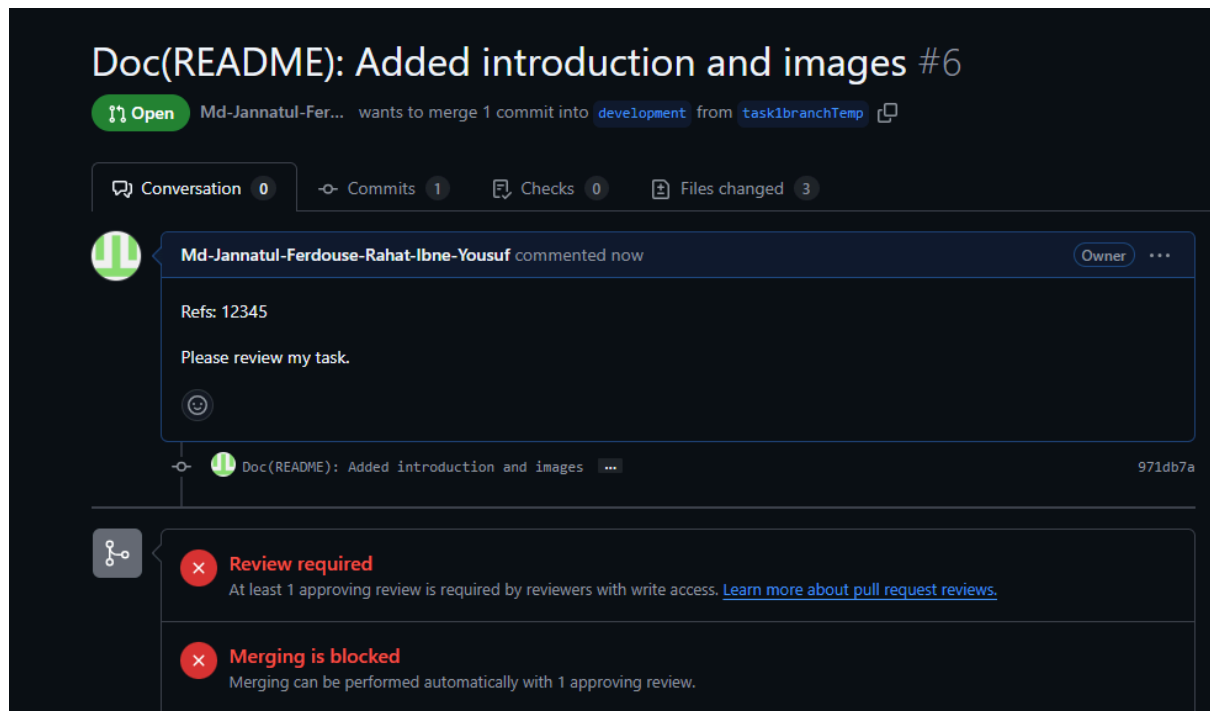 Doc(README): Added introduction and images #6
Open Md-Jannatul-Fer... wants to merge 1 commit into development from task1branchTemp
Conversation 0 Commits 1 Checks 0 Files changed 3
Md-Jannatul-Ferdouse-Rahat-Ibne-Yousuf commented now Owner ...
Refs: 12345
Please review my task.
Doc(README): Added introduction and images ... 971db7a
Review required
At least 1 approving review is required by reviewers with write access. Learn more about pull request reviews.
Merging is blocked
Merging can be performed automatically with 1 approving review.